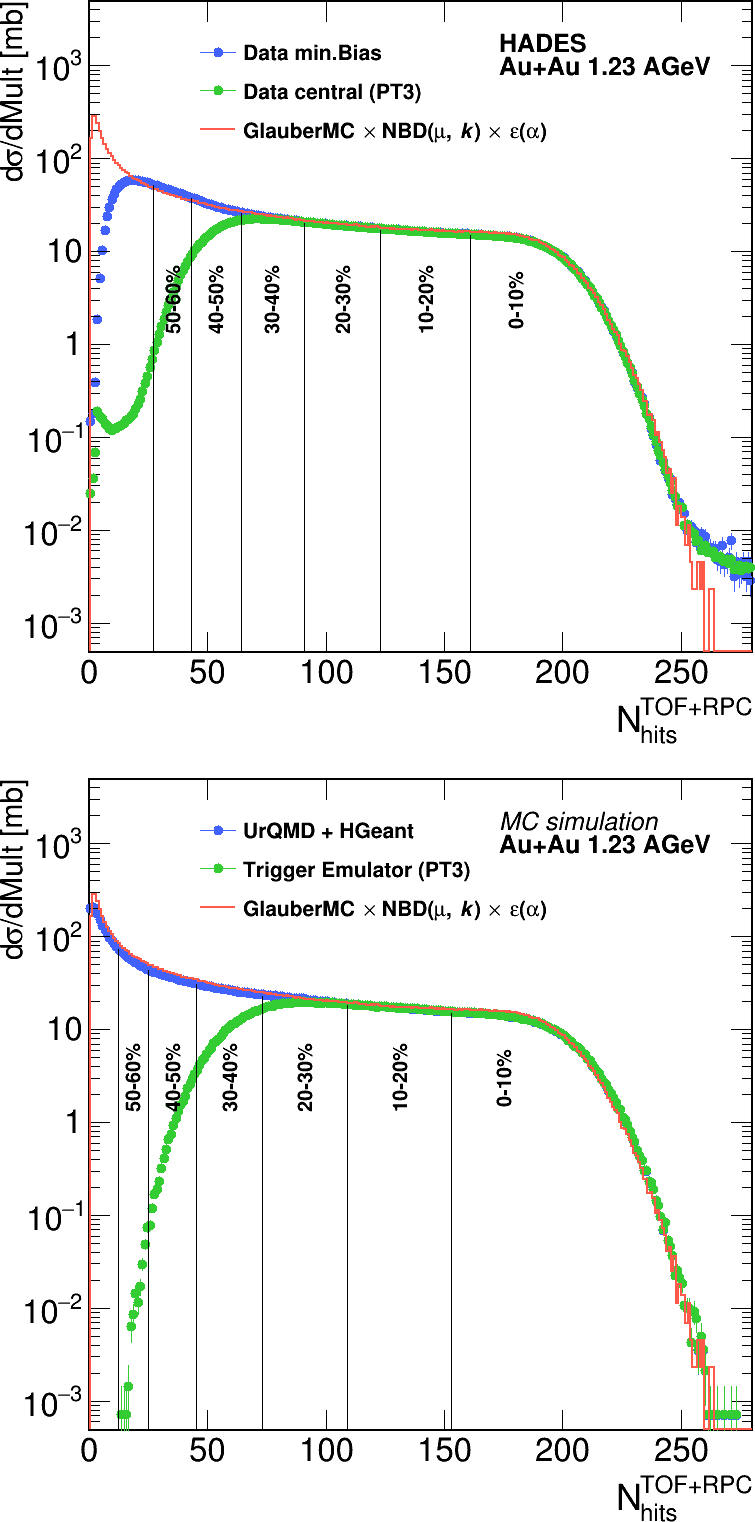 dσ/dMult [mb]
10³
10²
10
1
10⁻¹
10⁻²
10⁻³
Data min.Bias
Data central (PT3)
GlauberMC × NBD(μ, k) × ε(α)
HADES
Au+Au 1.23 AGeV
50-60%
40-50%
30-40%
20-30%
10-20%
0-10%
0 50 100 150 200 250
N_hits^TOF+RPC
dσ/dMult [mb]
10³
10²
10
1
10⁻¹
10⁻²
10⁻³
UrQMD + HGeant
Trigger Emulator (PT3)
GlauberMC × NBD(μ, k) × ε(α)
MC simulation
Au+Au 1.23 AGeV
50-60%
40-50%
30-40%
20-30%
10-20%
0-10%
0 50 100 150 200 250
N_hits^TOF+RPC